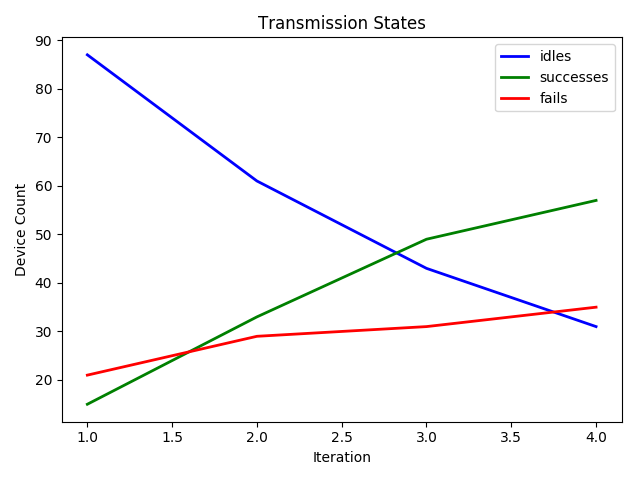 Transmission States
90
80
70
60
50
40
30
20
Device Count
idles
successes
fails
1.0 1.5 2.0 2.5 3.0 3.5 4.0
Iteration